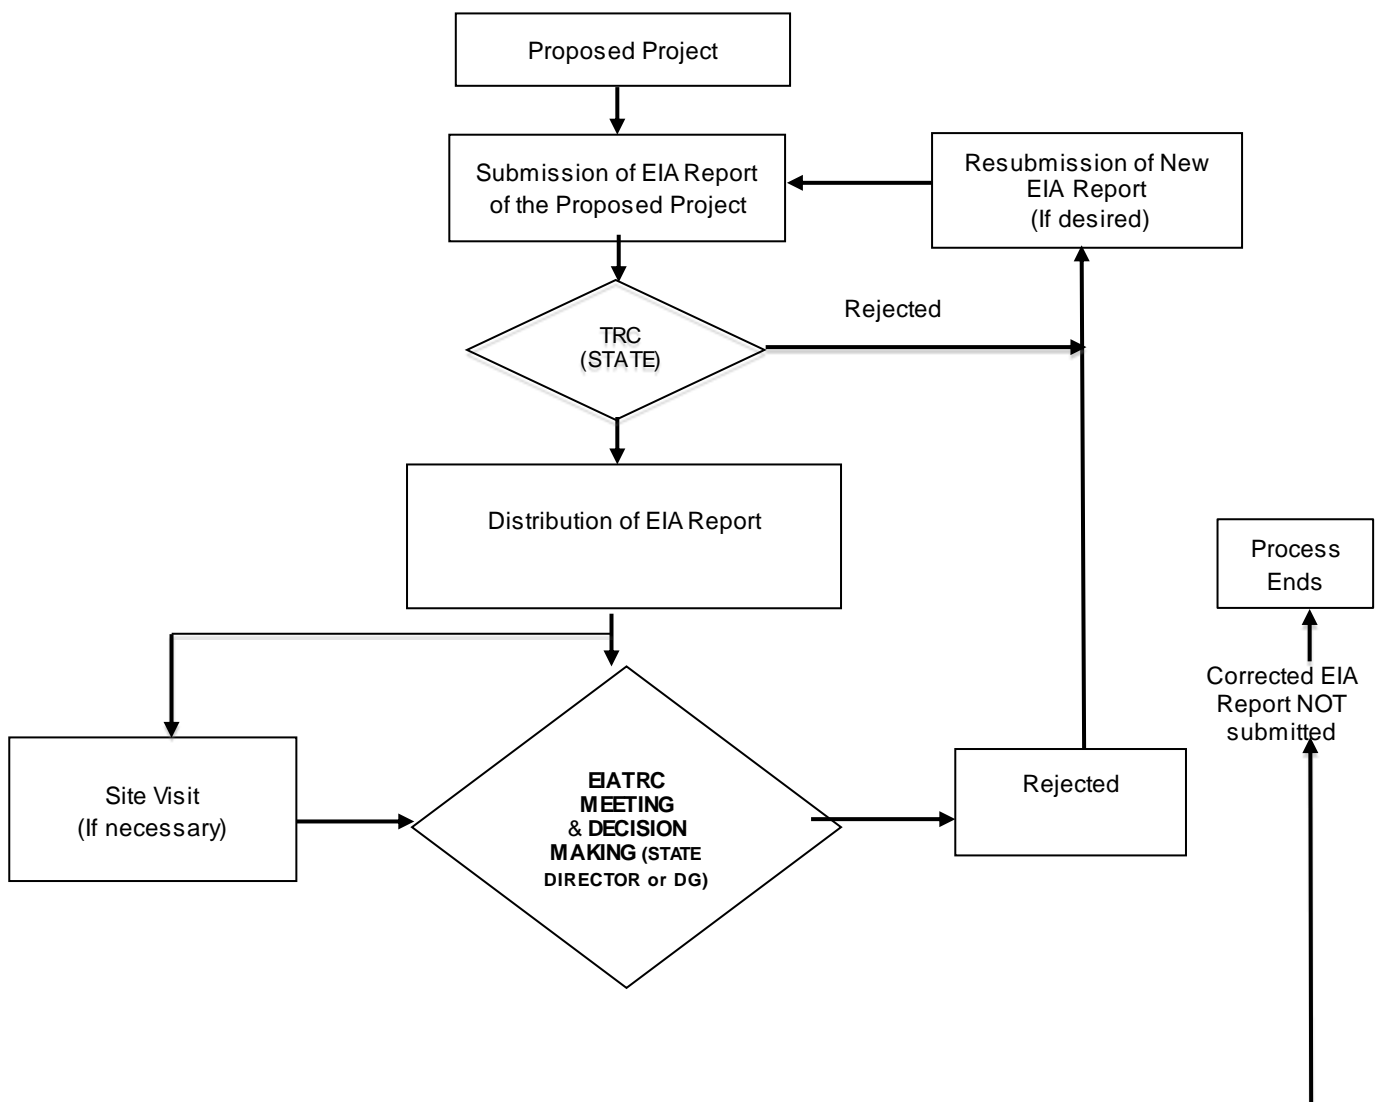 Proposed Project
Submission of EIA Report
of the Proposed Project
Resubmission of New
EIA Report
(If desired)
Rejected
TRC
(STATE)
Distribution of EIA Report
Process
Ends
Corrected EIA
Report NOT
submitted
Site Visit
(If necessary)
EIATRC
MEETING
& DECISION
MAKING (STATE
DIRECTOR or DG)
Rejected